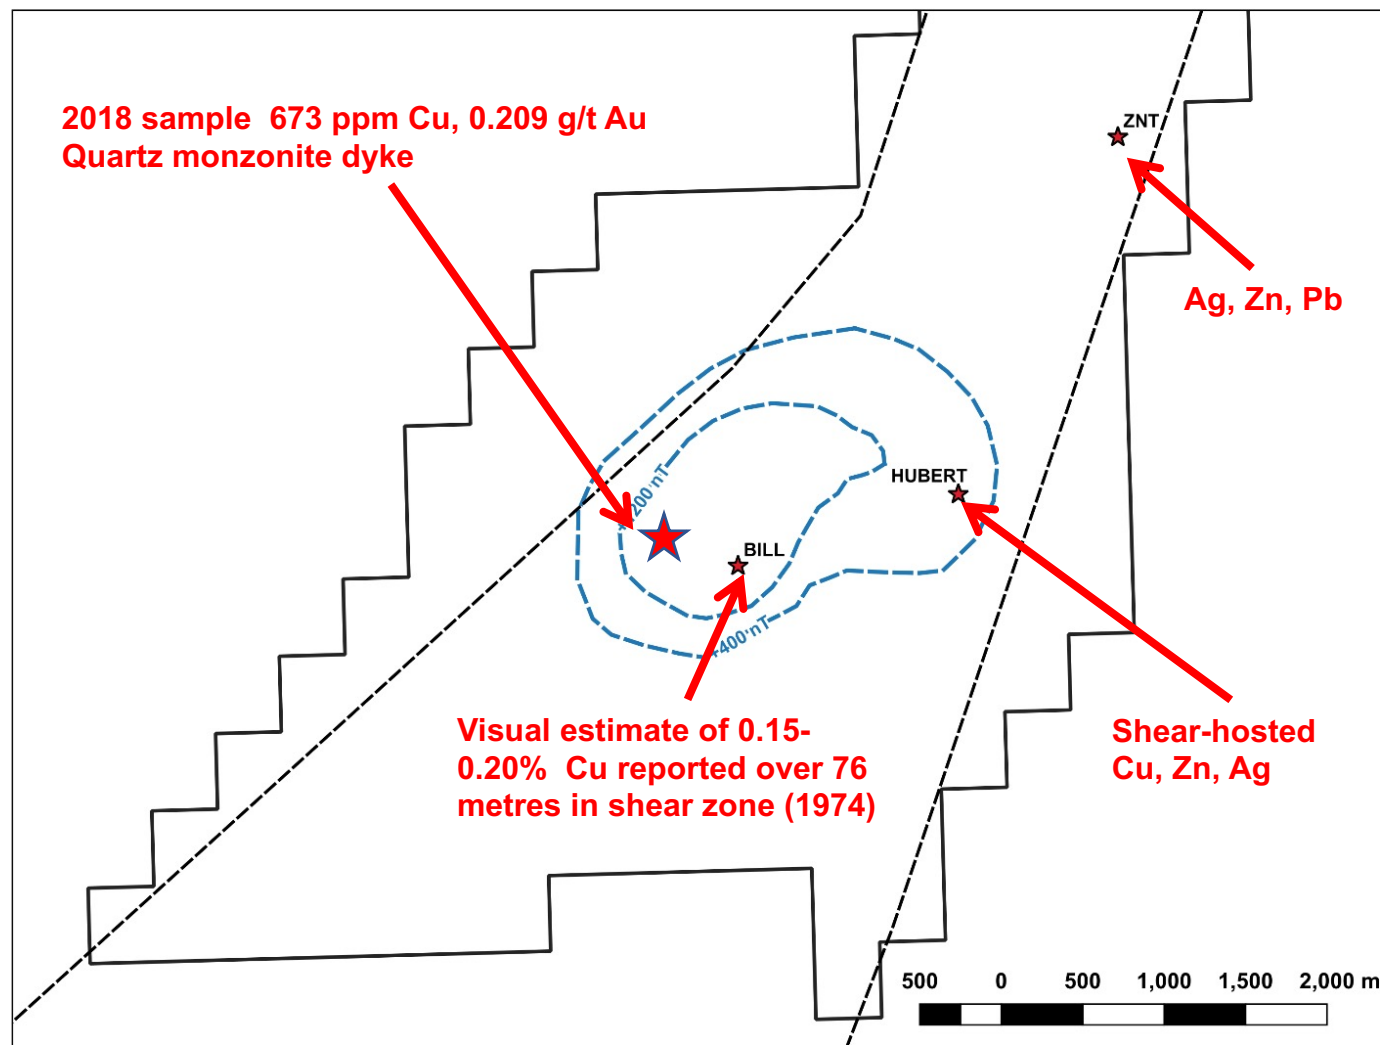 2018 sample  673 ppm Cu, 0.209 g/t Au
Quartz monzonite dyke
ZNT
Ag, Zn, Pb
HUBERT
200 nT
BILL
+400 nT
Visual estimate of 0.15-
0.20%  Cu reported over 76
metres in shear zone (1974)
Shear-hosted
Cu, Zn, Ag
500 0 500 1,000 1,500 2,000 m